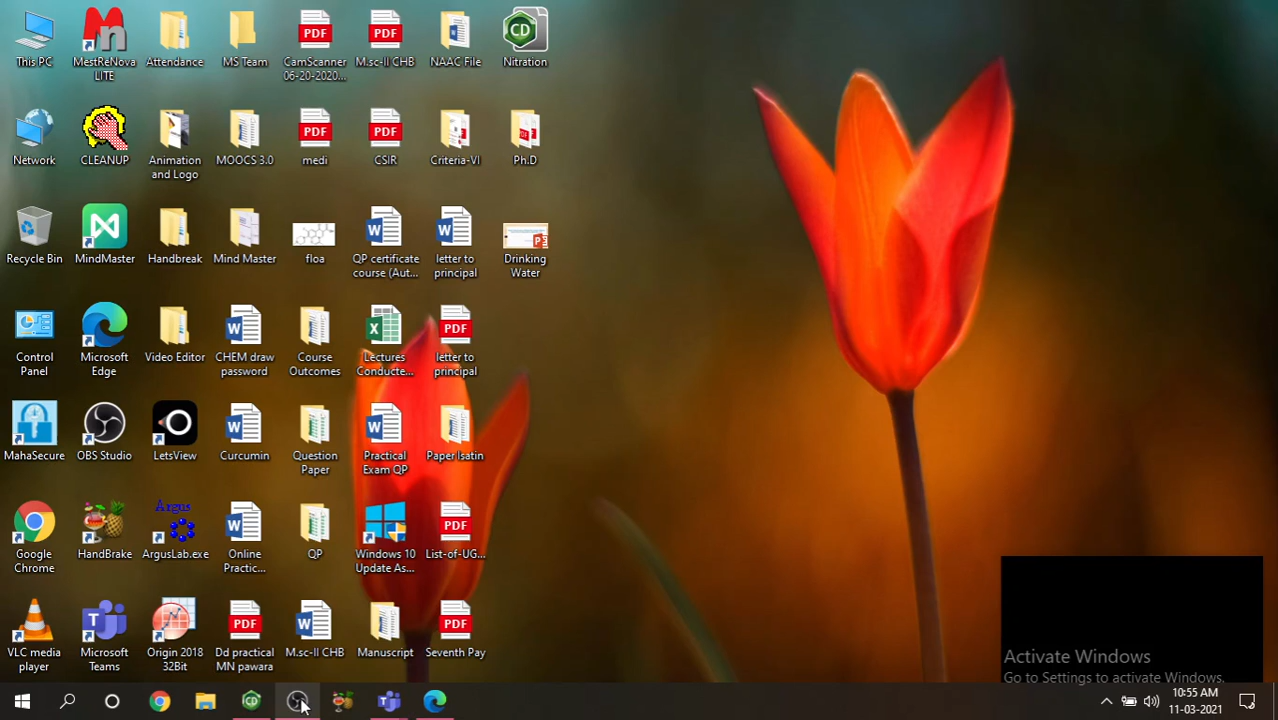 This PC
MestReNova
LITE
Attendance
MS Team
PDF
CamScanner
06-20-2020...
PDF
M.sc-II CHB
NAAC File
CD
Nitration
Network
CLEANUP
Animation
and Logo
MOOCS 3.0
PDF
medi
PDF
CSIR
Criteria-VI
Ph.D
Recycle Bin
MindMaster
Handbreak
Mind Master
floa
QP certificate
course (Aut...
letter to
principal
Drinking
Water
Control
Panel
Microsoft
Edge
Video Editor
CHEM draw
password
Course
Outcomes
Lectures
Conducte...
PDF
letter to
principal
MahaSecure
OBS Studio
LetsView
Curcumin
Question
Paper
Practical
Exam QP
Paper Isatin
Google
Chrome
HandBrake
Argus
ArgusLab.exe
Online
Practic...
QP
Windows 10
Update As...
PDF
List-of-UG...
VLC media
player
Microsoft
Teams
Origin 2018
32Bit
PDF
Dd practical
MN pawara
M.sc-II CHB
Manuscript
PDF
Seventh Pay
Activate Windows
Go to Settings to activate Windows.
10:55 AM
11-03-2021